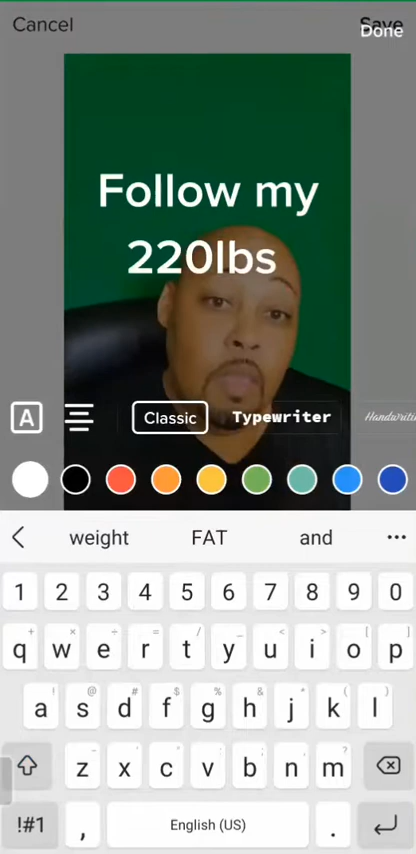 Cancel
Save
Done
Follow my
220lbs
A
Classic
Typewriter
weight FAT and
1 2 3 4 5 6 7 8 9 0
q w e r t y u i o p
a s d f g h j k l
z x c v b n m
!#1 , English (US) .